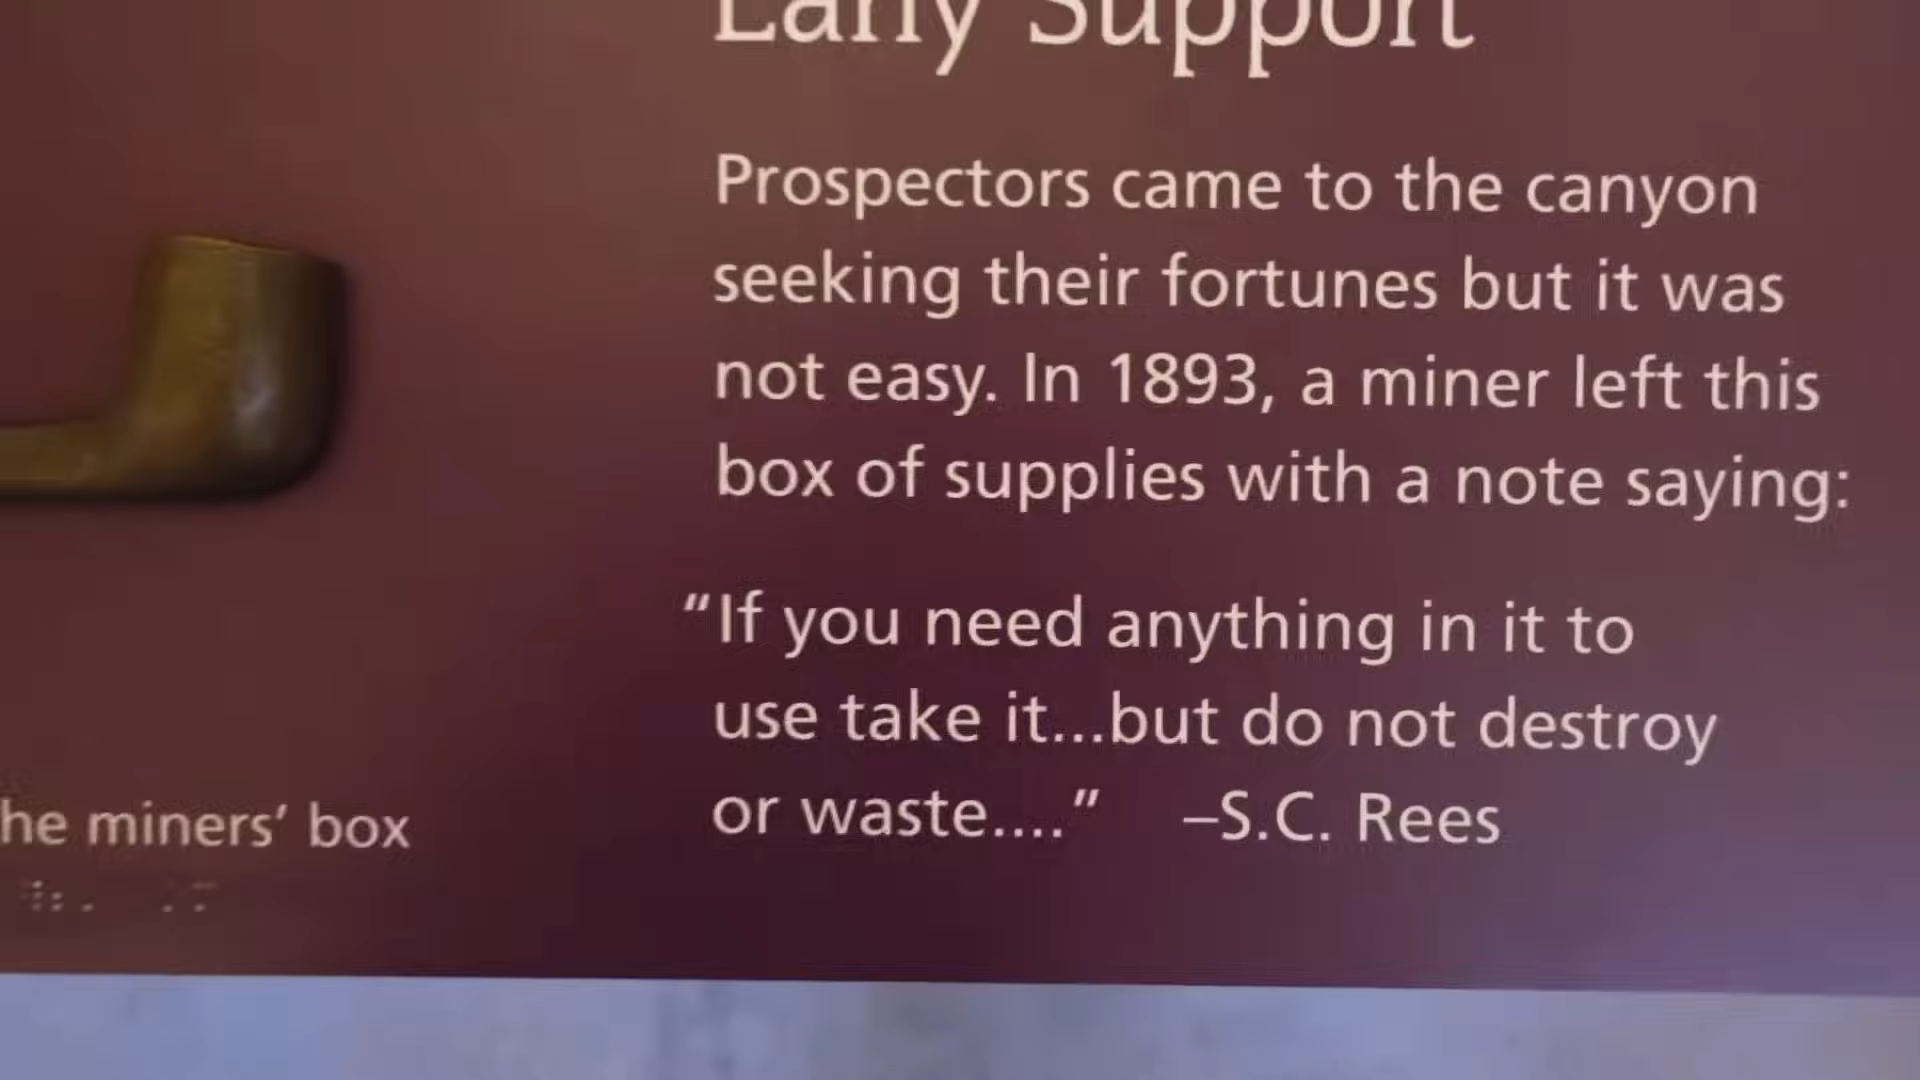 Early Support
Prospectors came to the canyon
seeking their fortunes but it was
not easy. In 1893, a miner left this
box of supplies with a note saying:
“If you need anything in it to
use take it...but do not destroy
or waste....” –S.C. Rees
he miners’ box